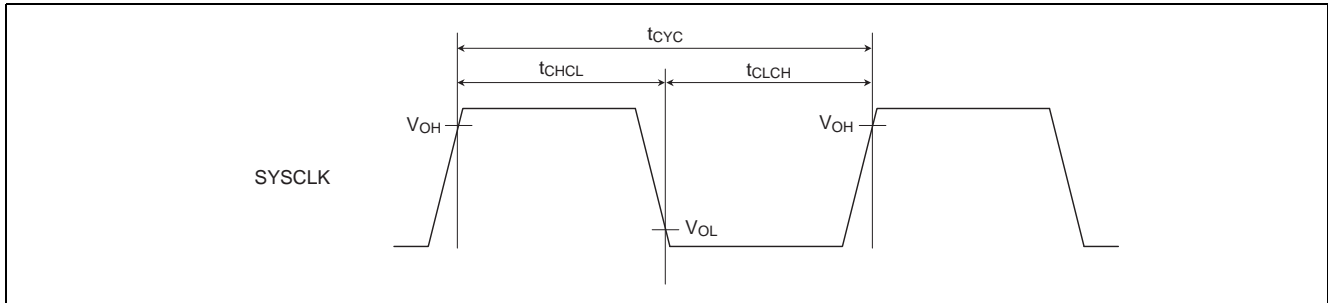 tCYC
tCHCL
tCLCH
VOH
VOH
SYSCLK
VOL